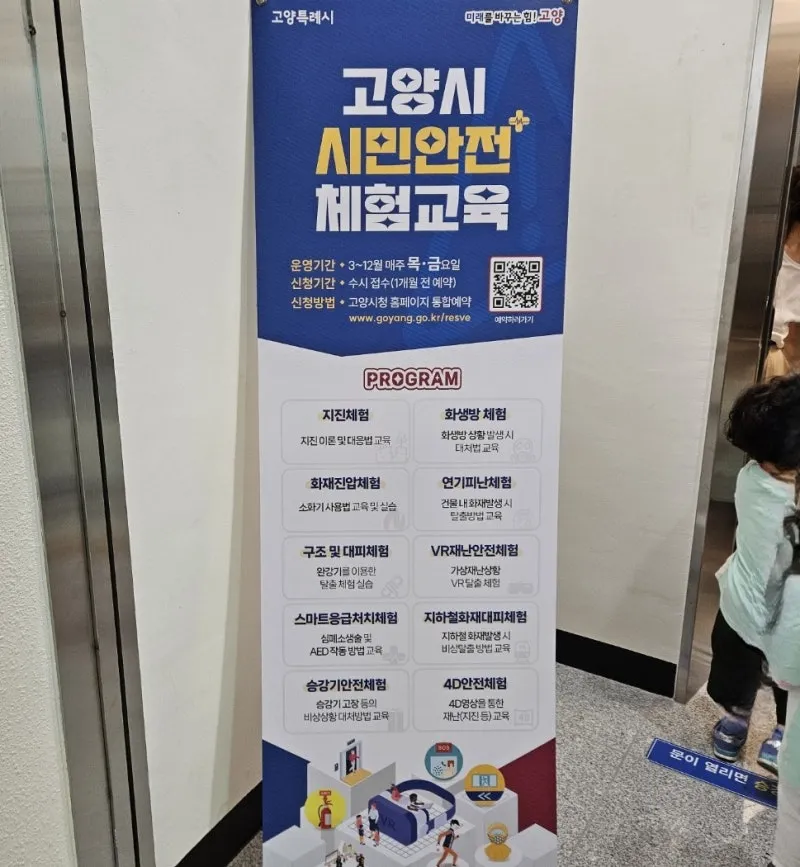 고양특례시
미래를 바꾸는 힘! 고양
고양시
시민안전
체험교육
운영기간 • 3~12월 매주 목·금요일
신청기간 • 수시 접수(1개월 전 예약)
신청방법 • 고양시청 홈페이지 통합예약
www.goyang.go.kr/resve
예약하러가기
PROGRAM
지진체험
지진 이론 및 대응법 교육
화생방 체험
화생방 상황 발생 시
대처법 교육
화재진압체험
소화기 사용법 교육 및 실습
연기피난체험
건물 내 화재발생 시
탈출방법 교육
구조 및 대피체험
완강기를 이용한
탈출 체험 실습
VR재난안전체험
가상재난상황
VR 탈출 체험
스마트응급처치체험
심폐소생술 및
AED 작동 방법 교육
지하철화재대피체험
지하철 화재발생 시
비상탈출 방법 교육
승강기안전체험
승강기 고장 등의
비상상황 대처방법 교육
4D안전체험
4D영상을 통한
재난(지진 등) 교육
SOS
VR
문이 열리면